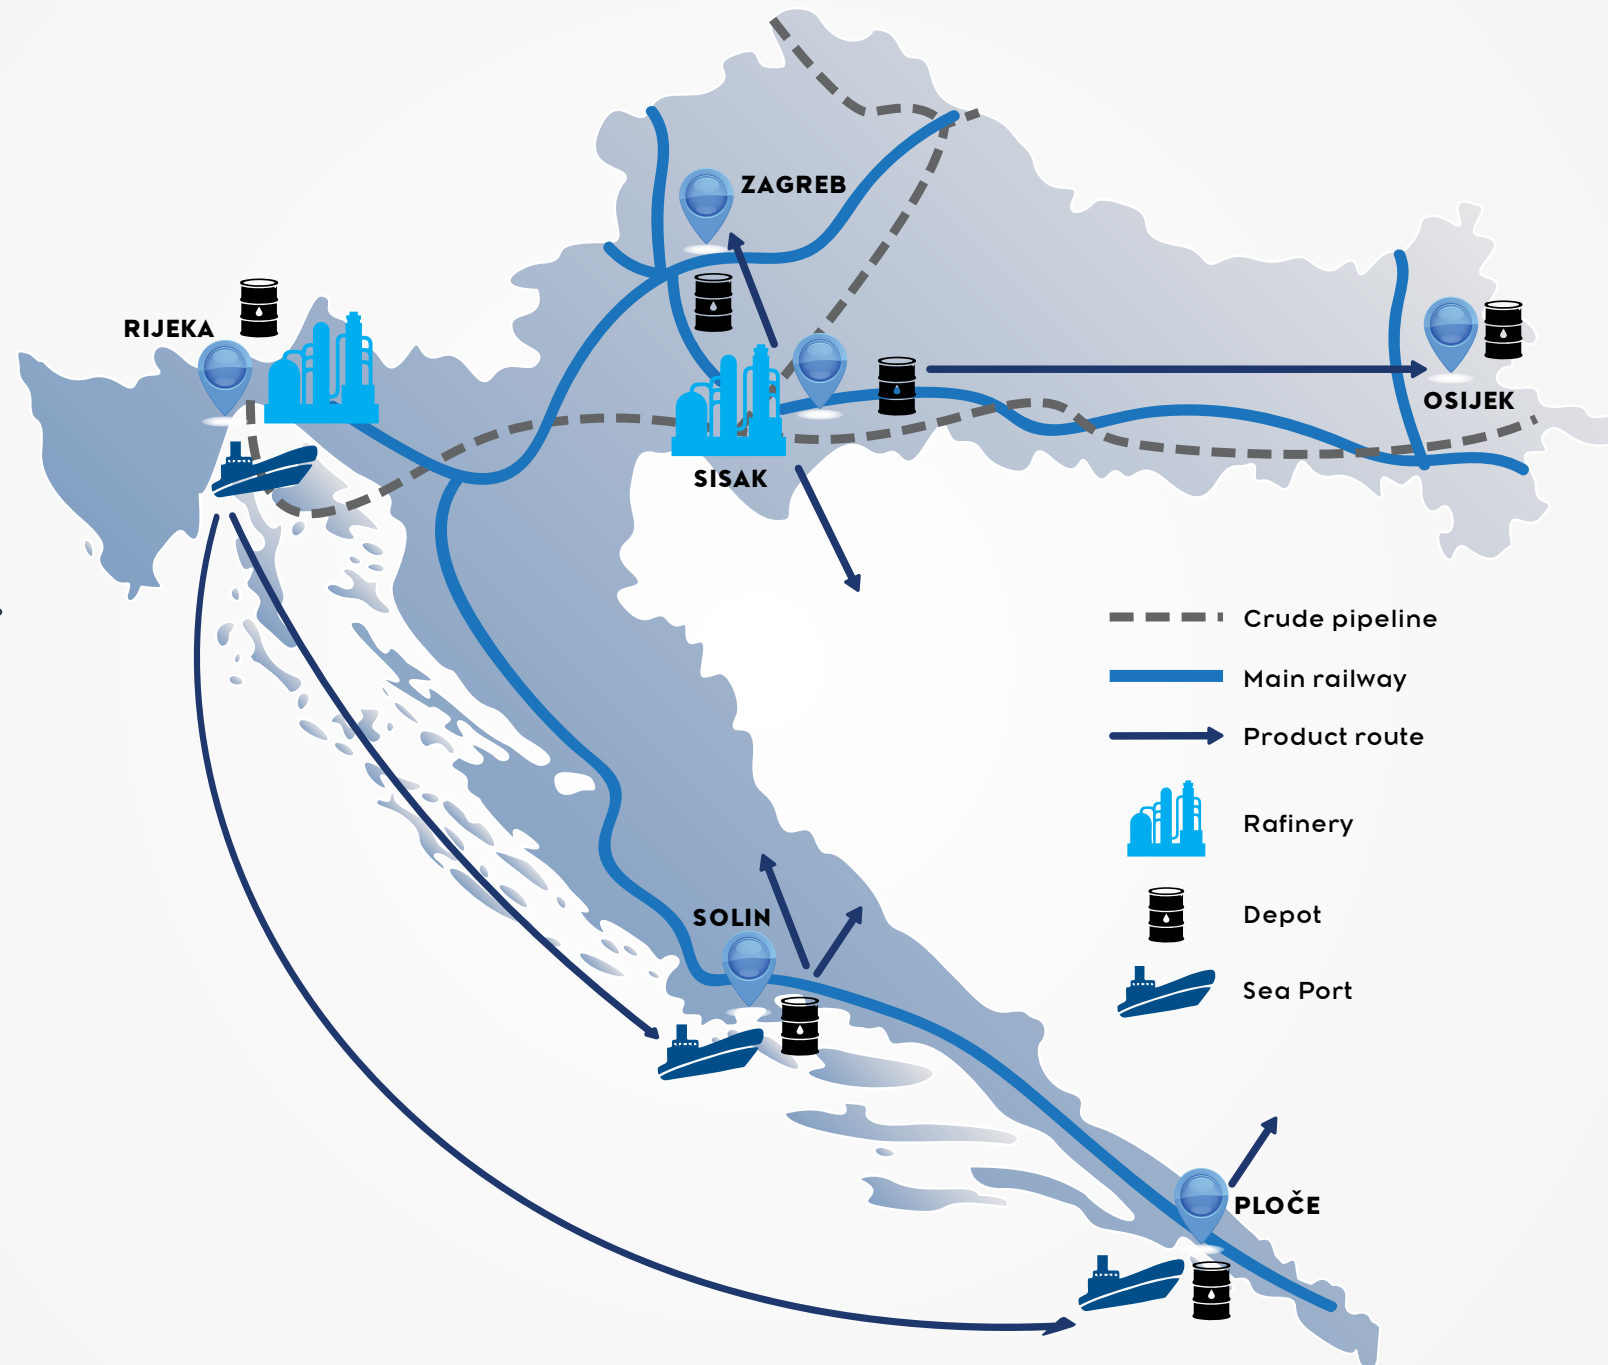 ZAGREB
RIJEKA
OSIJEK
SISAK
Crude pipeline
Main railway
Product route
Rafinery
SOLIN
Depot
Sea Port
PLOČE